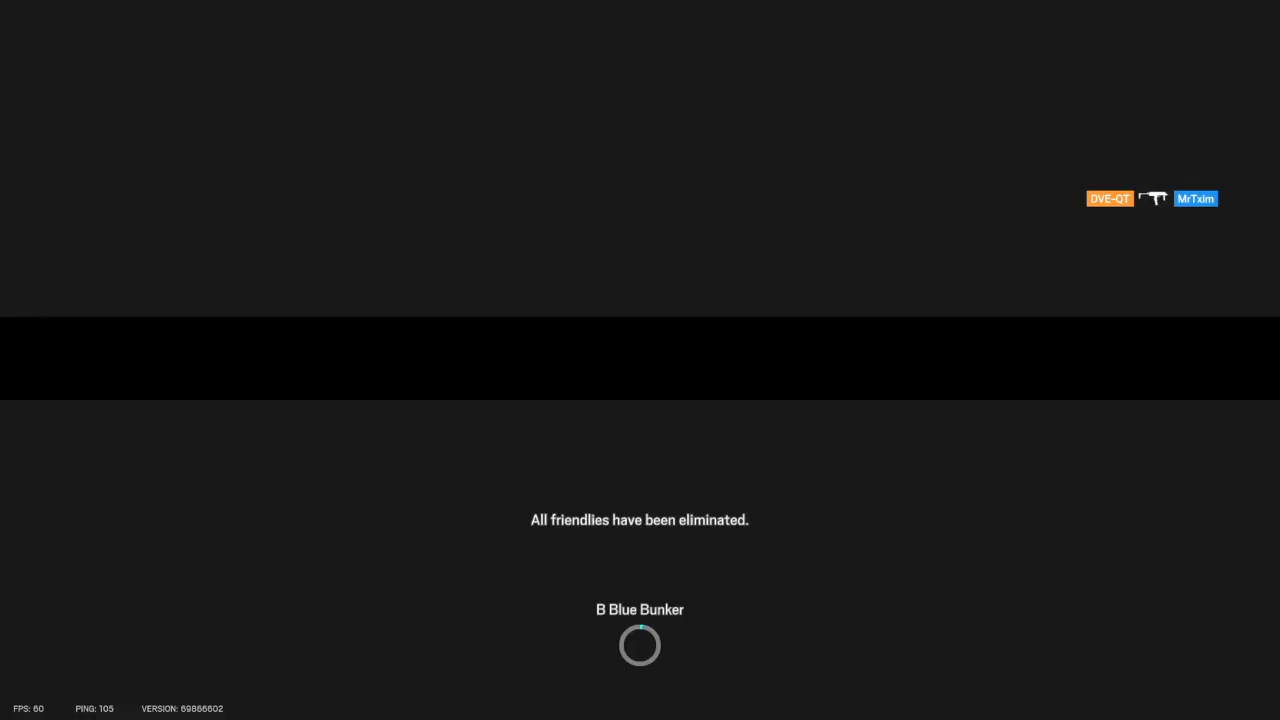 DVE-QT MrTxim
All friendlies have been eliminated.
B Blue Bunker
FPS: 60 PING: 105 VERSION: 69866602